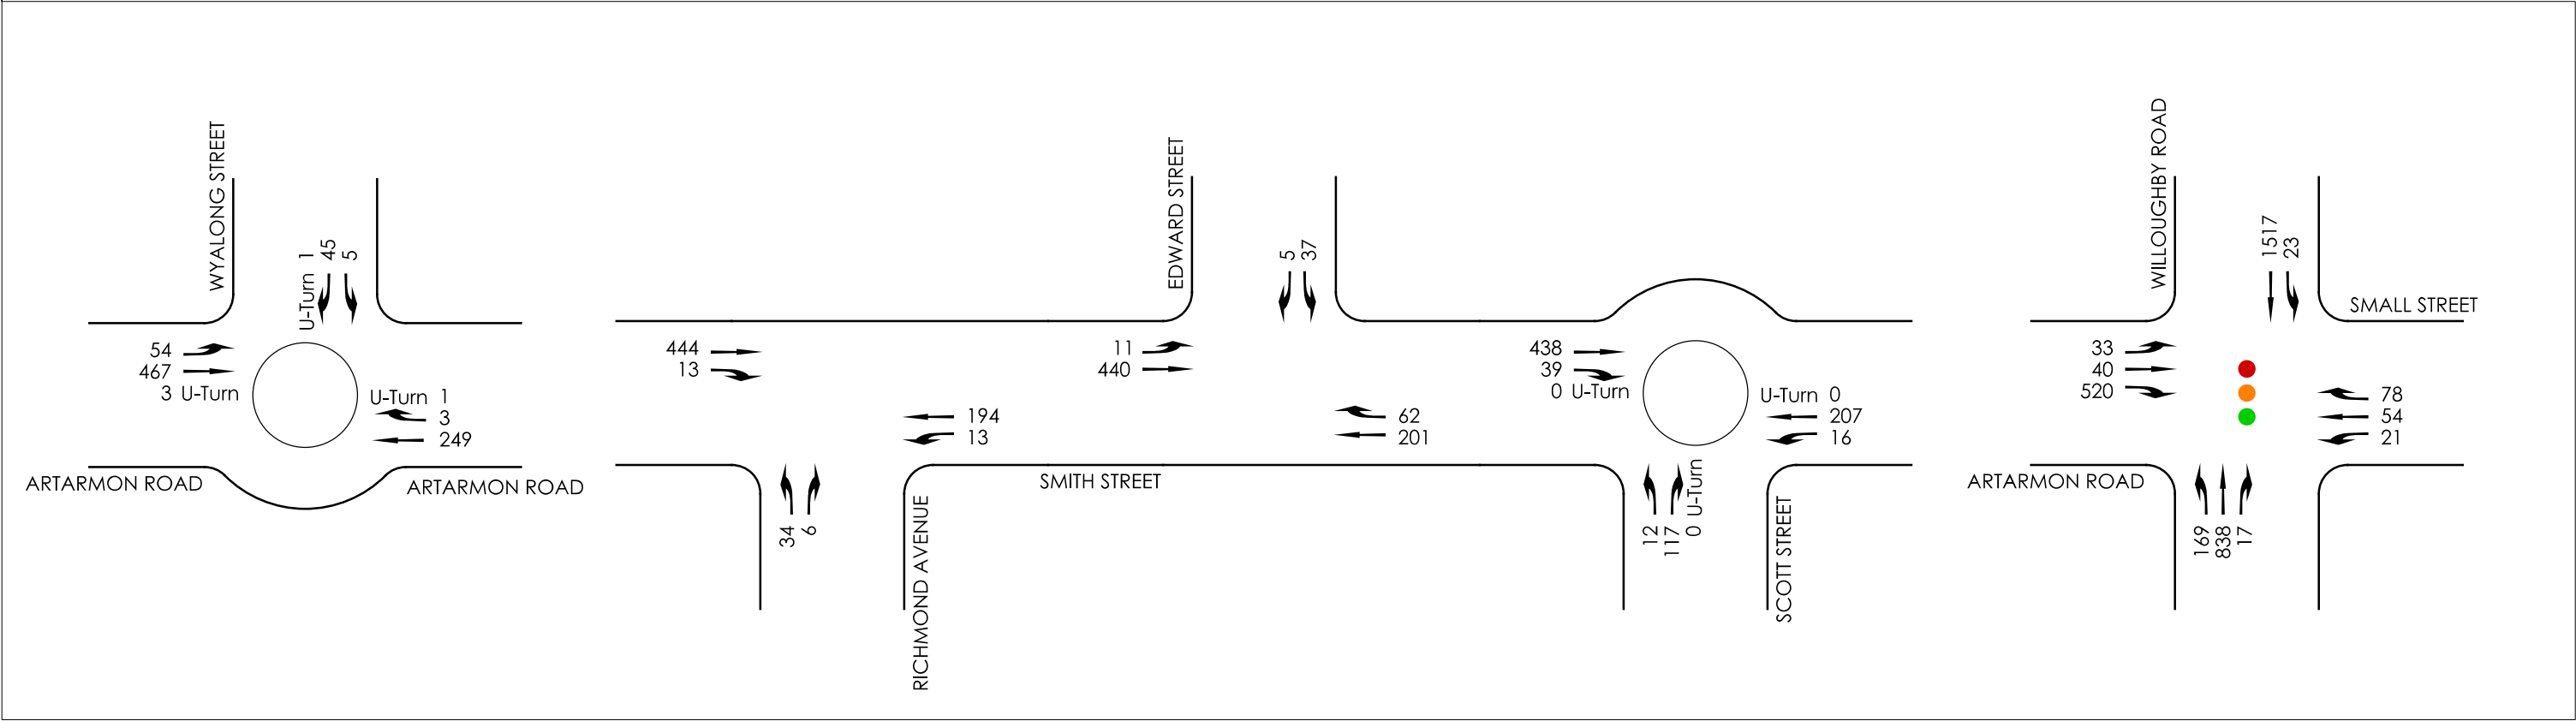 WYALONG STREET
U-Turn 1
45
5
54
467
3 U-Turn
U-Turn 1
3
249
ARTARMON ROAD
ARTARMON ROAD
444
13
194
13
34
6
RICHMOND AVENUE
SMITH STREET
EDWARD STREET
5
37
11
440
62
201
438
39
0 U-Turn
U-Turn 0
207
16
12
117
0 U-Turn
SCOTT STREET
WILLOUGHBY ROAD
1517
23
SMALL STREET
33
40
520
78
54
21
ARTARMON ROAD
169
838
17